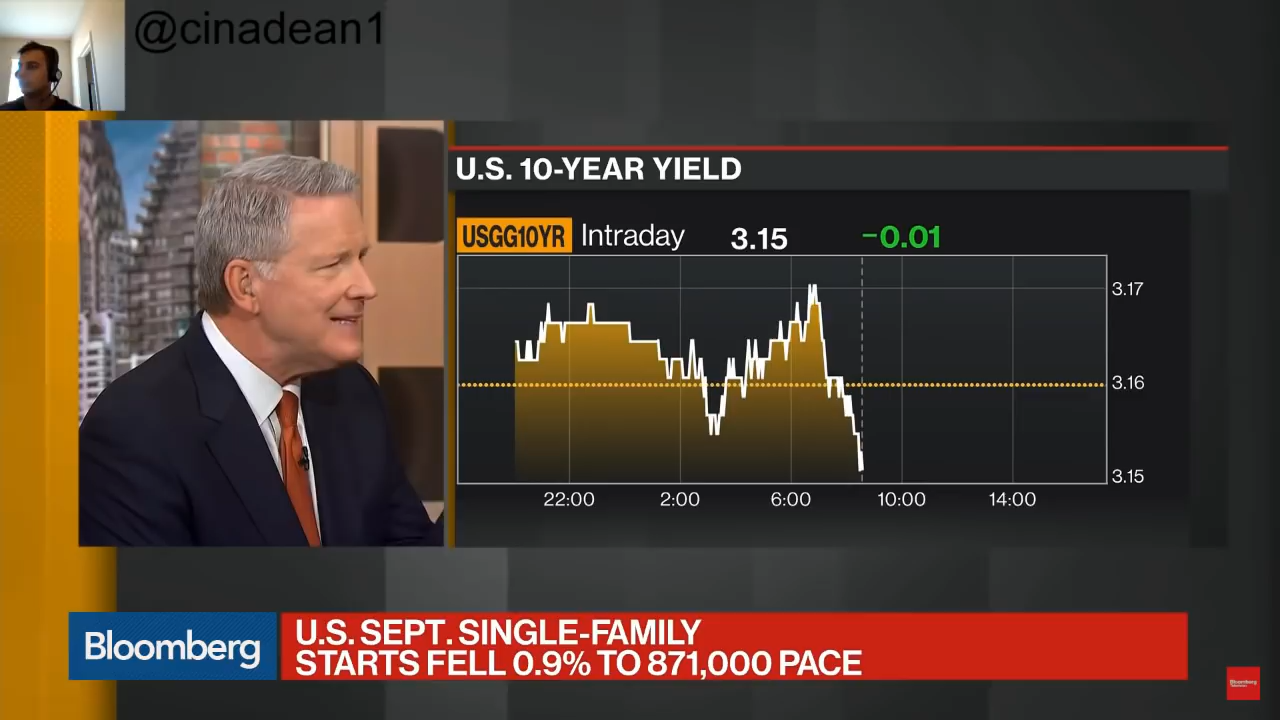 @cinadean1
U.S. 10-YEAR YIELD
USGG10YR Intraday 3.15 −0.01
3.17
3.16
3.15
22:00 2:00 6:00 10:00 14:00
Bloomberg
U.S. SEPT. SINGLE-FAMILY
STARTS FELL 0.9% TO 871,000 PACE
Bloomberg